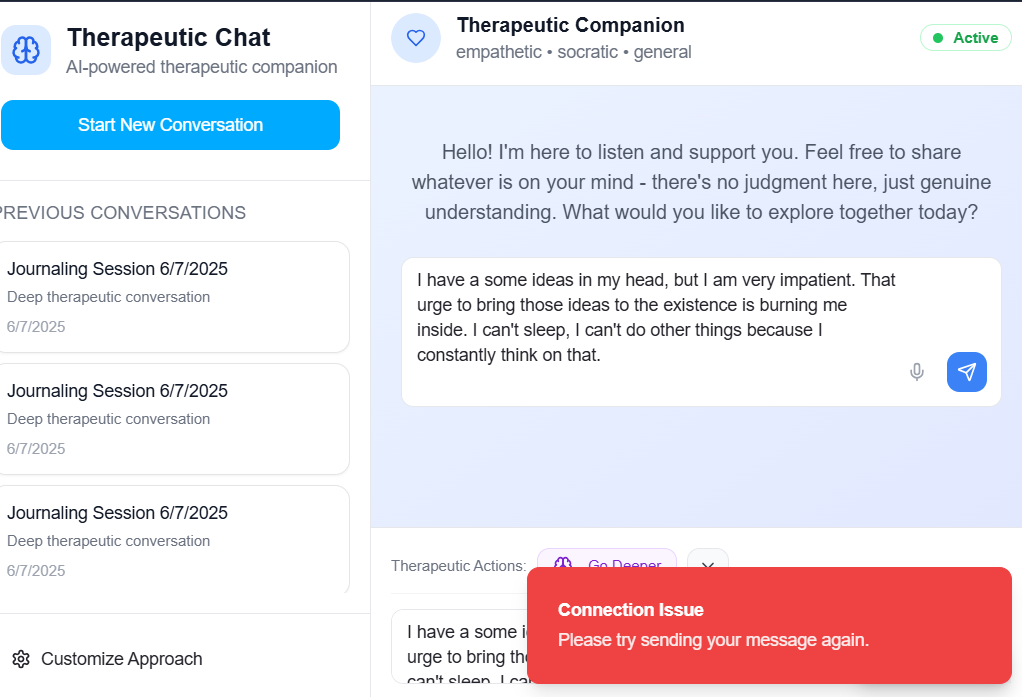 Therapeutic Chat
AI-powered therapeutic companion
Start New Conversation
PREVIOUS CONVERSATIONS
Journaling Session 6/7/2025
Deep therapeutic conversation
6/7/2025
Journaling Session 6/7/2025
Deep therapeutic conversation
6/7/2025
Journaling Session 6/7/2025
Deep therapeutic conversation
6/7/2025
Customize Approach
Therapeutic Companion
empathetic • socratic • general
Active
Hello! I'm here to listen and support you. Feel free to share
whatever is on your mind - there's no judgment here, just genuine
understanding. What would you like to explore together today?
I have a some ideas in my head, but I am very impatient. That
urge to bring those ideas to the existence is burning me
inside. I can't sleep, I can't do other things because I
constantly think on that.
Therapeutic Actions:
Go Deeper
I have a some
urge to bring
can't sleep, I
Connection Issue
Please try sending your message again.